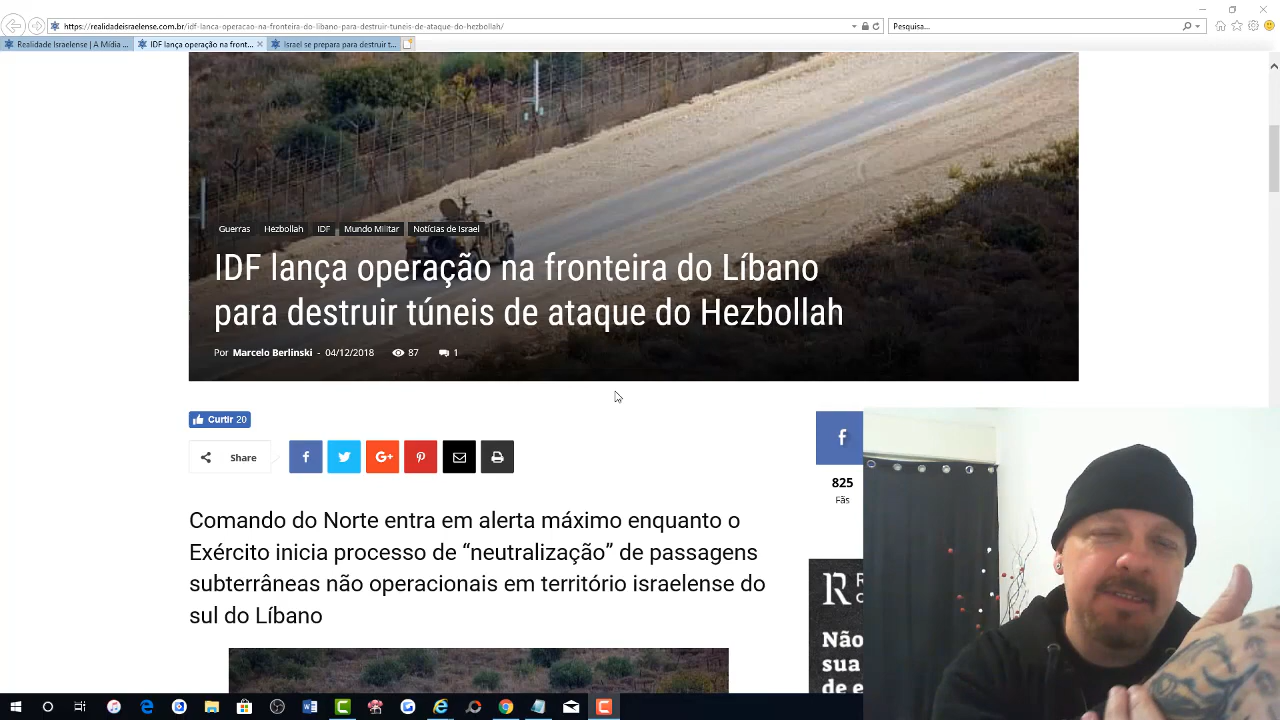 https://realidadeisraelense.com.br/idf-lanca-operacao-na-fronteira-do-libano-para-destruir-tuneis-de-ataque-do-hezbollah/
Pesquisa...
Realidade Israelense | A Mídia ...
IDF lança operação na front...
Israel se prepara para destruir t...
Guerras Hezbollah IDF Mundo Militar Notícias de Israel
IDF lança operação na fronteira do Líbano
para destruir túneis de ataque do Hezbollah
Por Marcelo Berlinski - 04/12/2018 87 1
Curtir 20
Share
825
Fãs
Comando do Norte entra em alerta máximo enquanto o
Exército inicia processo de “neutralização” de passagens
subterrâneas não operacionais em território israelense do
sul do Líbano
Não
sua
de e